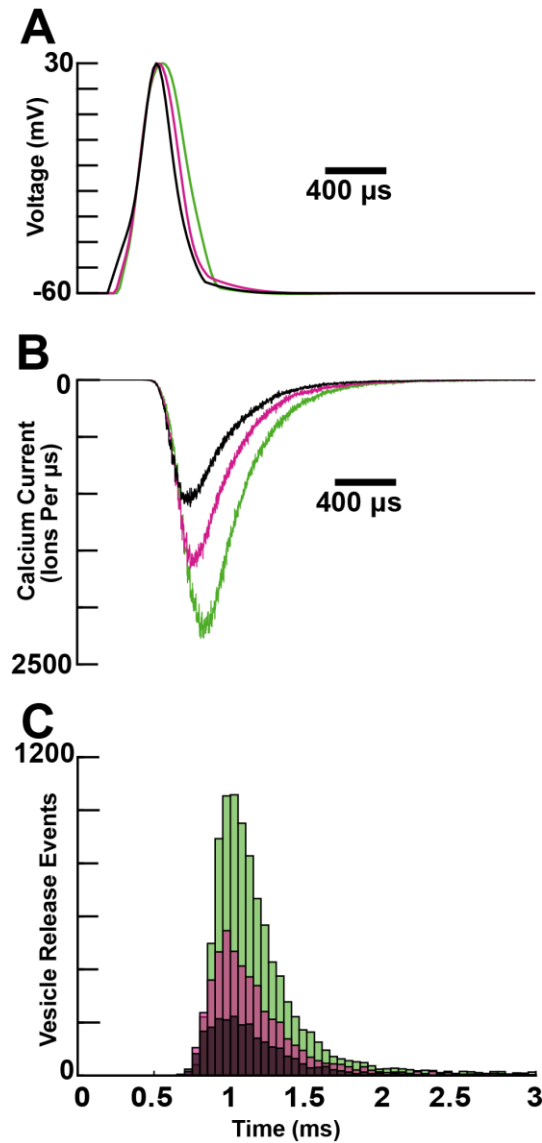 A
30
Voltage (mV)
400 µs
-60
B
0
Calcium Current
(Ions Per µs)
400 µs
2500
C
1200
Vesicle Release Events
0
0 0.5 1 1.5 2 2.5 3
Time (ms)